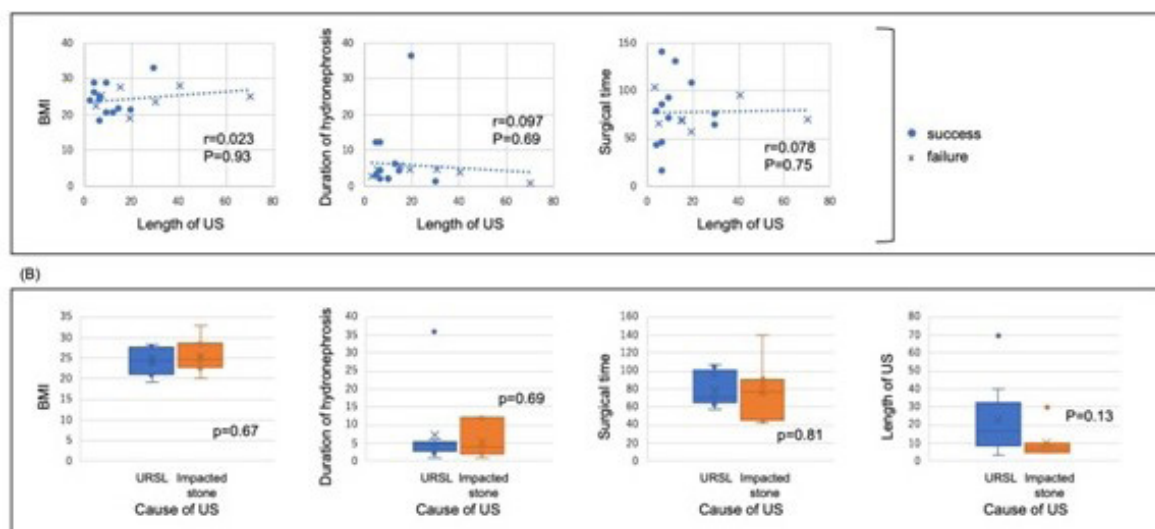 40
30
20
10
0
BMI
r=0.023
P=0.93
0 20 40 60 80
Length of US
40
30
20
10
0
Duration of hydronephrosis
r=0.097
P=0.69
0 20 40 60 80
Length of US
150
100
50
0
Surgical time
r=0.078
P=0.75
0 20 40 60 80
Length of US
success
failure
(B)
35
30
25
20
15
10
5
0
BMI
p=0.67
URSL Impacted
stone
Cause of US
40
35
30
25
20
15
10
5
0
Duration of hydronephrosis
p=0.69
URSL Impacted
stone
Cause of US
160
140
120
100
80
60
40
20
0
Surgical time
p=0.81
URSL Impacted
stone
Cause of US
80
70
60
50
40
30
20
10
0
Length of US
P=0.13
URSL Impacted
stone
Cause of US